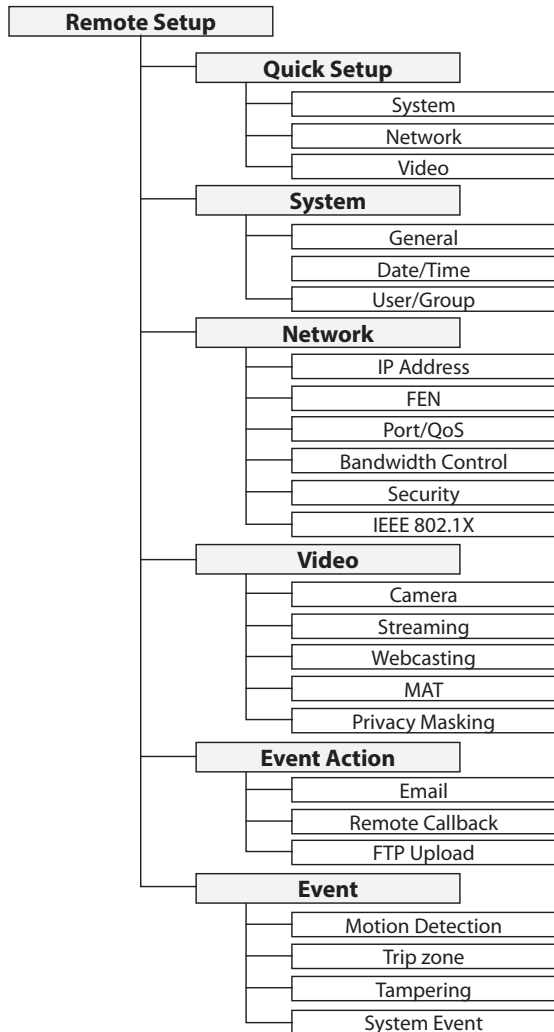 Remote Setup
Quick Setup
System
Network
Video
System
General
Date/Time
User/Group
Network
IP Address
FEN
Port/QoS
Bandwidth Control
Security
IEEE 802.1X
Video
Camera
Streaming
Webcasting
MAT
Privacy Masking
Event Action
Email
Remote Callback
FTP Upload
Event
Motion Detection
Trip zone
Tampering
System Event